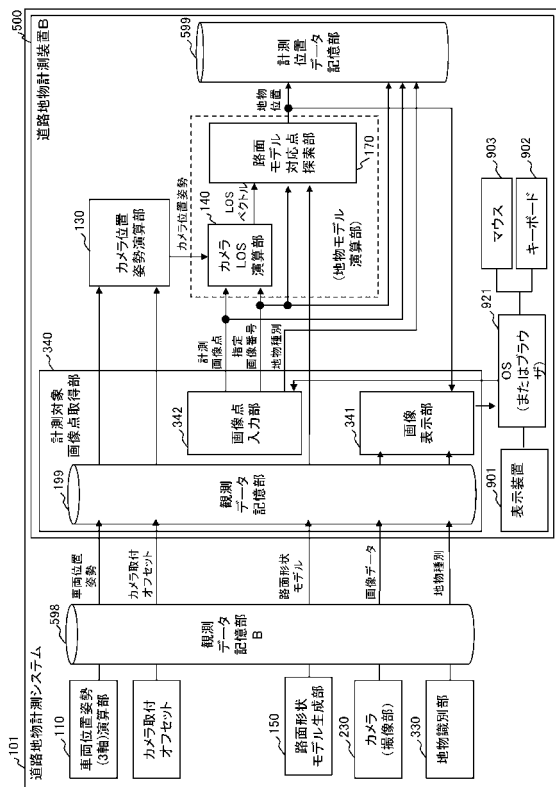 101
道路地物計測システム
110
車両位置姿勢
(3軸)演算部
カメラ取付
オフセット
150
路面形状
モデル生成部
230
カメラ
(撮像部)
330
地物識別部
598
観測
データ
記憶部
B
車両位置
姿勢
カメラ取付
オフセット
路面形状
モデル
画像データ
地物種別
500
道路地物計測装置B
340
計測対象
画像点取得部
199
観測
データ
記憶部
342
画像点
入力部
341
画像
表示部
計測
画像点
指定
画像番号
地物種別
130
カメラ位置
姿勢演算部
カメラ位置姿勢
140
カメラ
LOS
演算部
LOS
ベクトル
路面
モデル
対応点
探索部
170
(地物モデル
演算部)
地物
位置
599
計測
位置
データ
記憶部
901
表示装置
921
OS
(またはブラウ
ザ)
903
マウス
902
キーボード